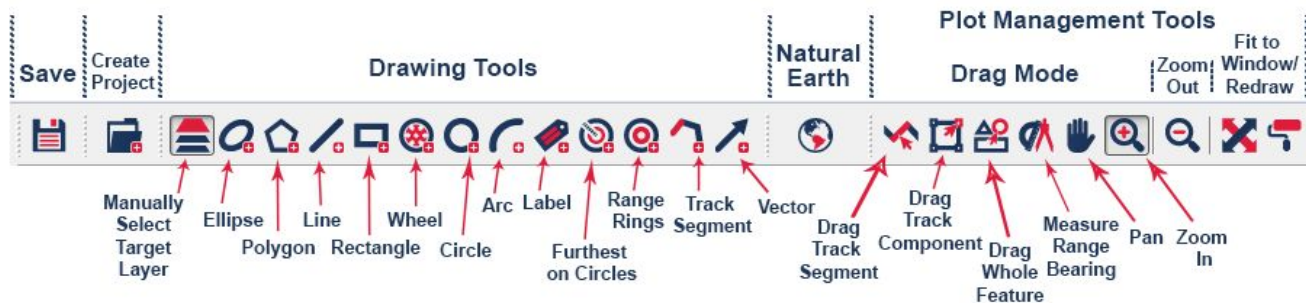 Plot Management Tools
Save
Create
Project
Drawing Tools
Natural
Earth
Drag Mode
Zoom
Out
Fit to
Window/
Redraw
Manually
Select
Target
Layer
Ellipse
Polygon
Line
Rectangle
Wheel
Circle
Arc
Label
Furthest
on Circles
Range
Rings
Track
Segment
Vector
Drag
Track
Segment
Drag
Track
Component
Drag
Whole
Feature
Measure
Range
Bearing
Pan
Zoom
In